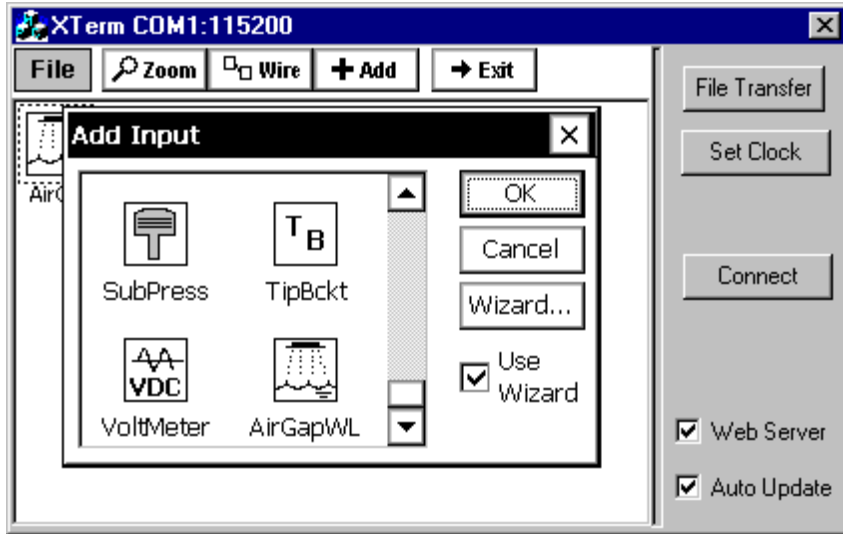 XTerm COM1:115200
File Zoom Wire Add Exit
File Transfer
Set Clock
Connect
Web Server
Auto Update
Add Input
SubPress TipBckt
TB
VDC
VoltMeter AirGapWL
OK
Cancel
Wizard...
Use
Wizard